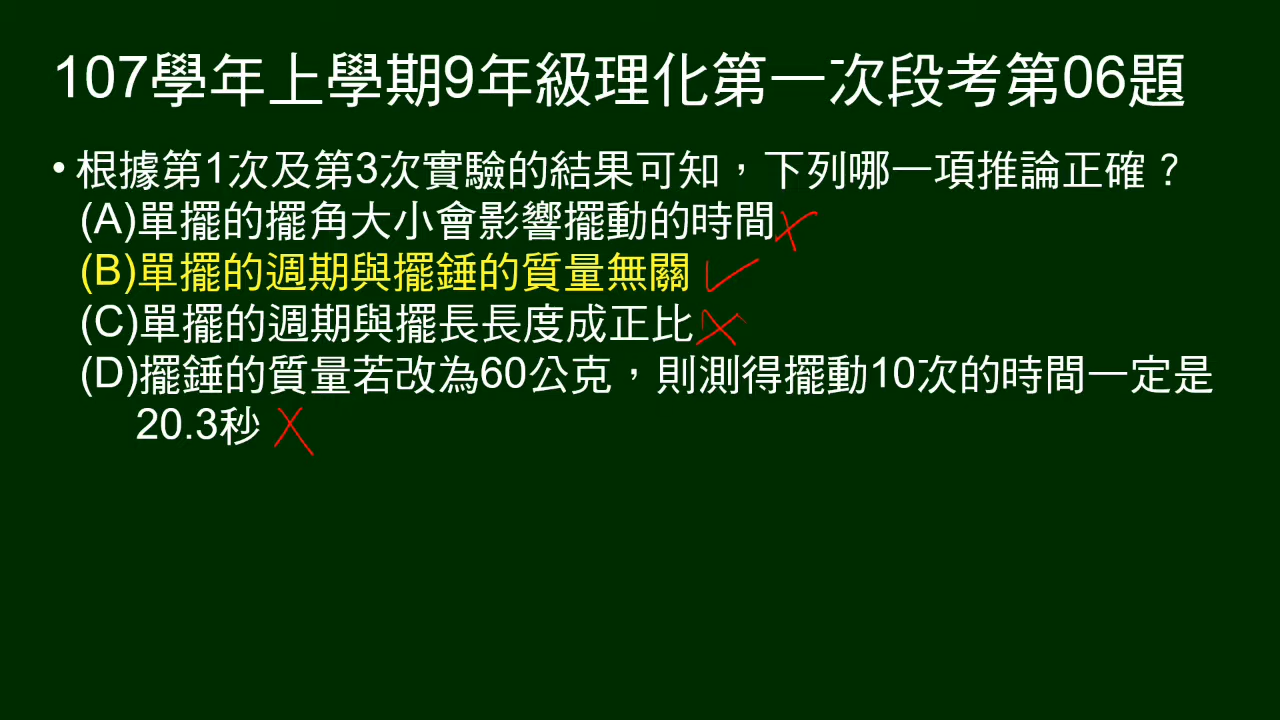 107學年上學期9年級理化第一次段考第06題
• 根據第1次及第3次實驗的結果可知，下列哪一項推論正確？
(A)單擺的擺角大小會影響擺動的時間
(B)單擺的週期與擺錘的質量無關
(C)單擺的週期與擺長長度成正比
(D)擺錘的質量若改為60公克，則測得擺動10次的時間一定是
20.3秒